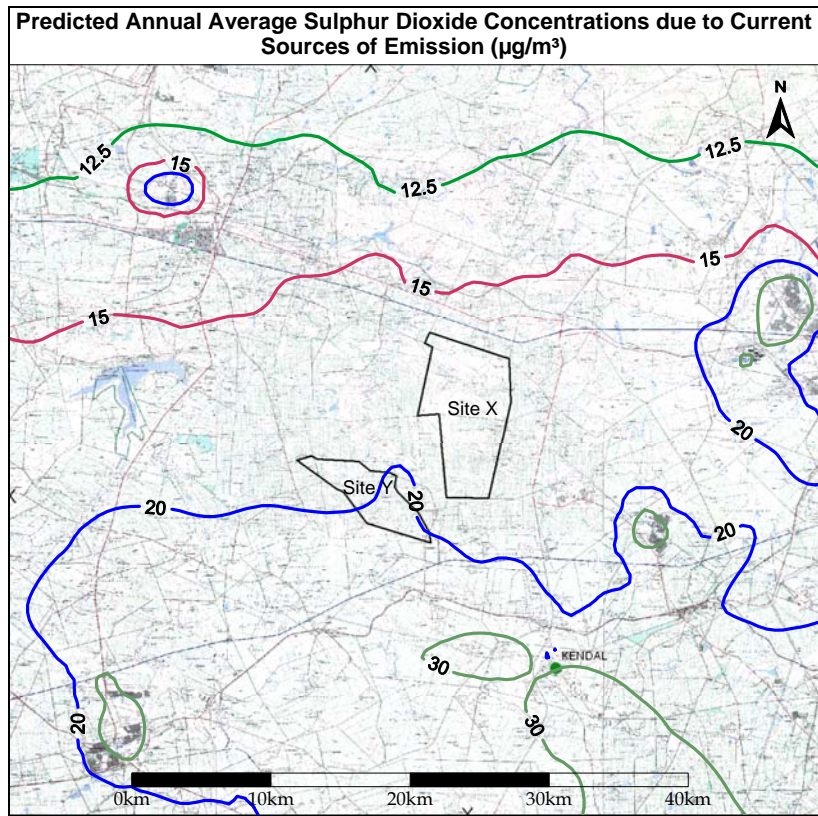 Predicted Annual Average Sulphur Dioxide Concentrations due to Current
Sources of Emission (µg/m³)
N
12.5
12.5
12.5
15
15
15
15
Site X
20
Site Y
20
20
20
30
KENDAL
20
30
0km
10km
20km
30km
40km